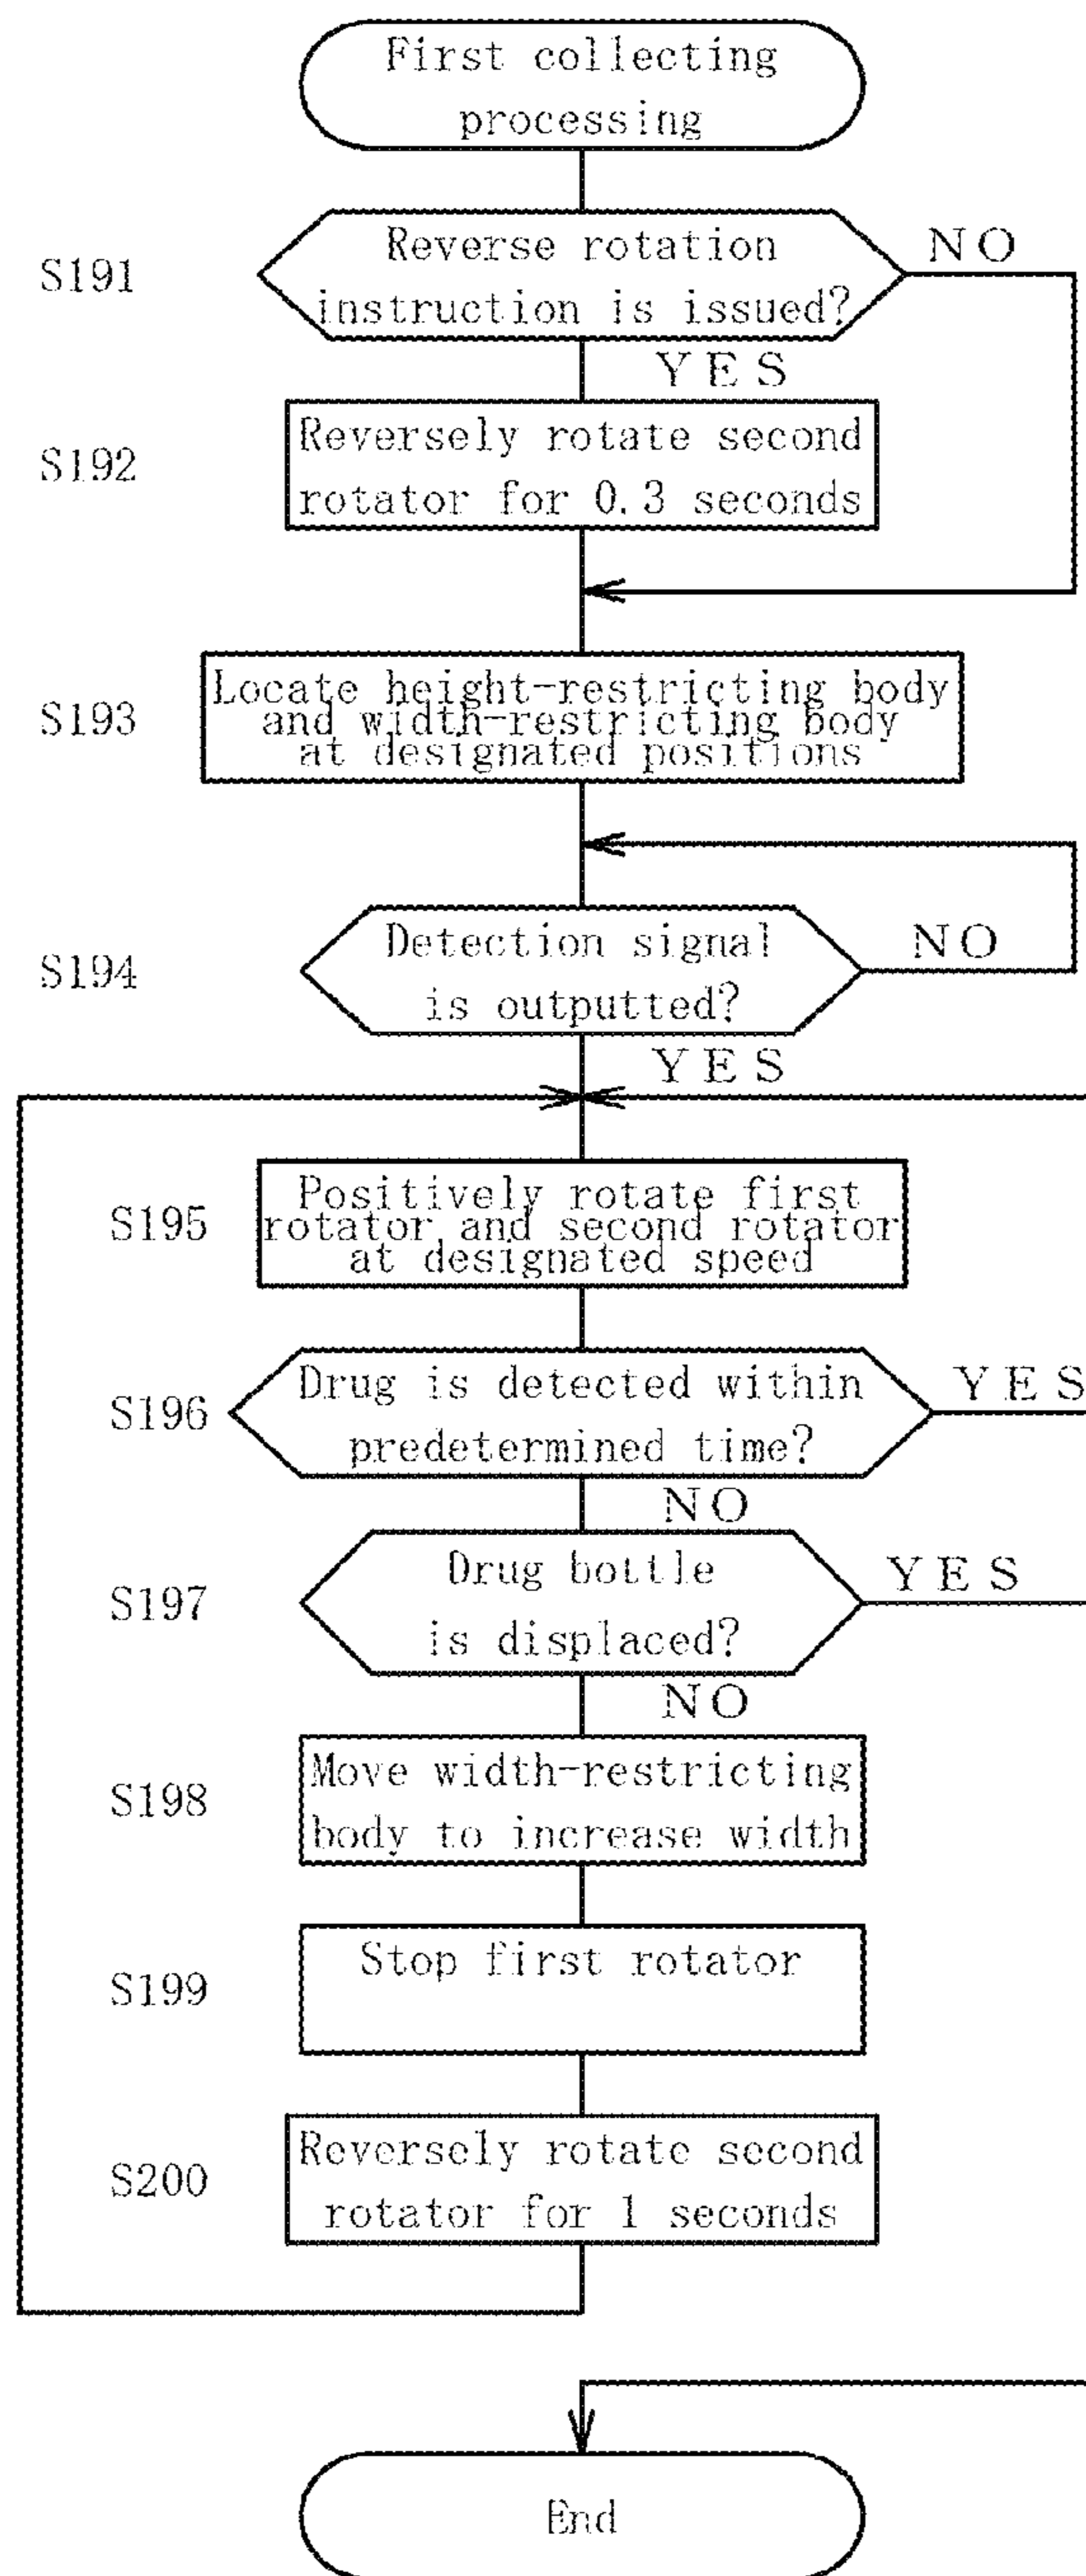 First collecting
processing
S191
Reverse rotation
instruction is issued?
NO
YES
S192
Reversely rotate second
rotator for 0.3 seconds
S193
Locate height-restricting body
and width-restricting body
at designated positions
S194
Detection signal
is outputted?
NO
YES
S195
Positively rotate first
rotator and second rotator
at designated speed
S196
Drug is detected within
predetermined time?
YES
NO
S197
Drug bottle
is displaced?
YES
NO
S198
Move width-restricting
body to increase width
S199
Stop first rotator
S200
Reversely rotate second
rotator for 1 seconds
End